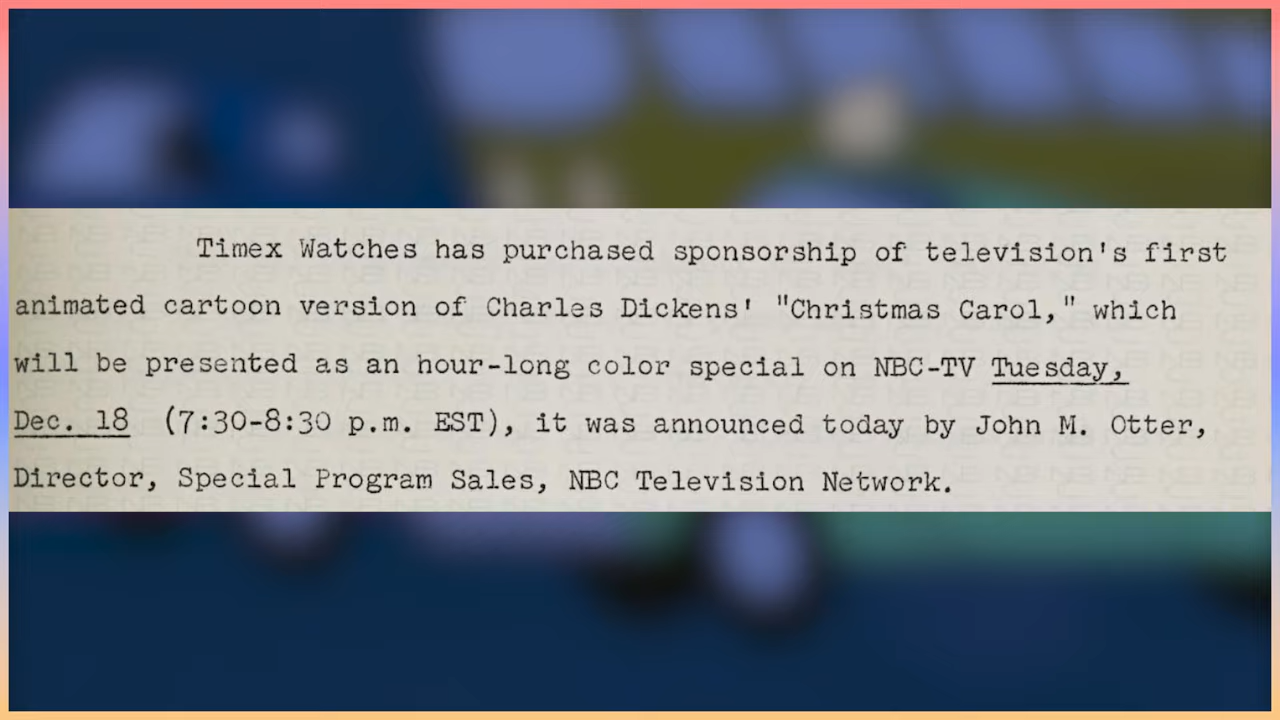 Timex Watches has purchased sponsorship of television's first
animated cartoon version of Charles Dickens' "Christmas Carol," which
will be presented as an hour-long color special on NBC-TV Tuesday,
Dec. 18 (7:30-8:30 p.m. EST), it was announced today by John M. Otter,
Director, Special Program Sales, NBC Television Network.